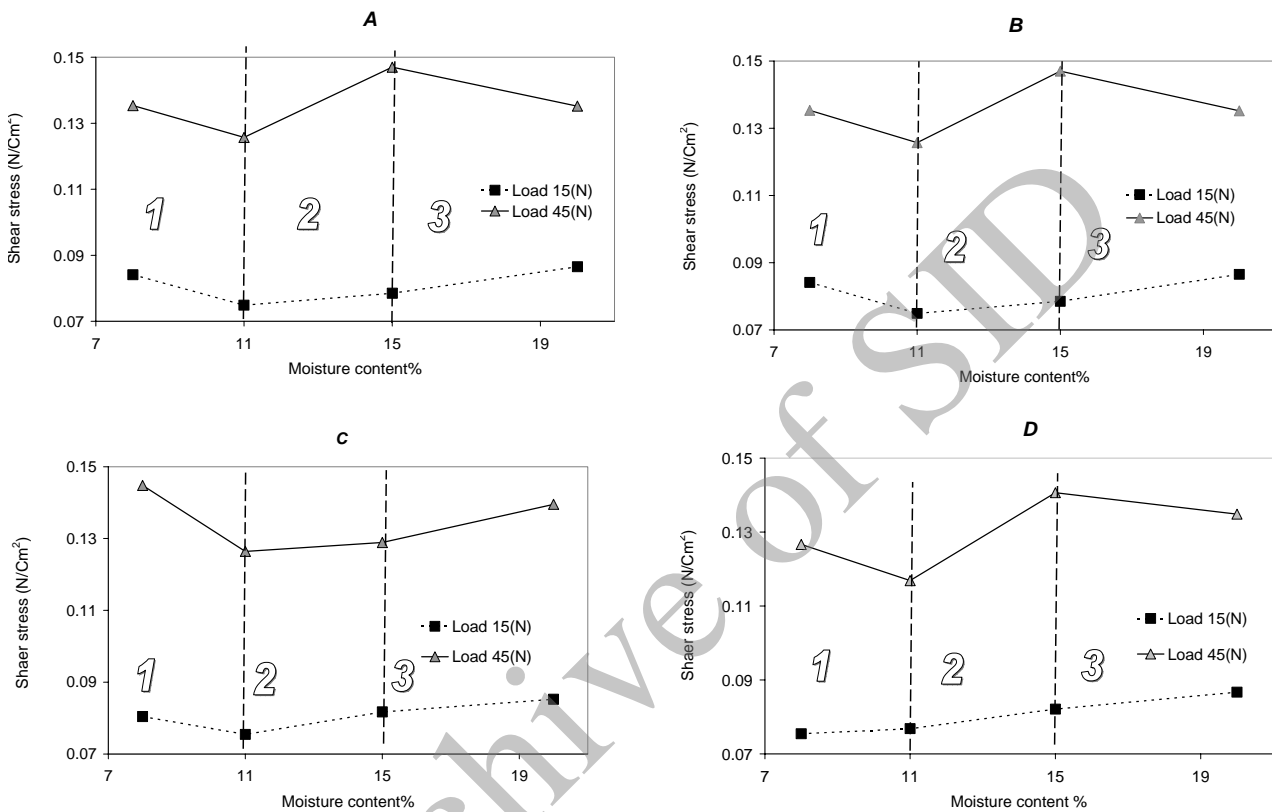 A
Shear stress (N/Cm²)
0.15
0.13
0.11
0.09
0.07
1
2
3
Load 15(N)
Load 45(N)
7
11
15
19
Moisture content%
B
Shear stress (N/Cm²)
0.15
0.13
0.11
0.09
0.07
1
2
3
Load 15(N)
Load 45(N)
7
11
15
19
Moisture content%
C
Shaer stress (N/Cm²)
0.15
0.13
0.11
0.09
0.07
1
2
3
Load 15(N)
Load 45(N)
7
11
15
19
Moisture content%
D
Shaer stress (N/Cm²)
0.15
0.13
0.11
0.09
0.07
1
2
3
Load 15(N)
Load 45(N)
7
11
15
19
Moisture content %
hive of SID